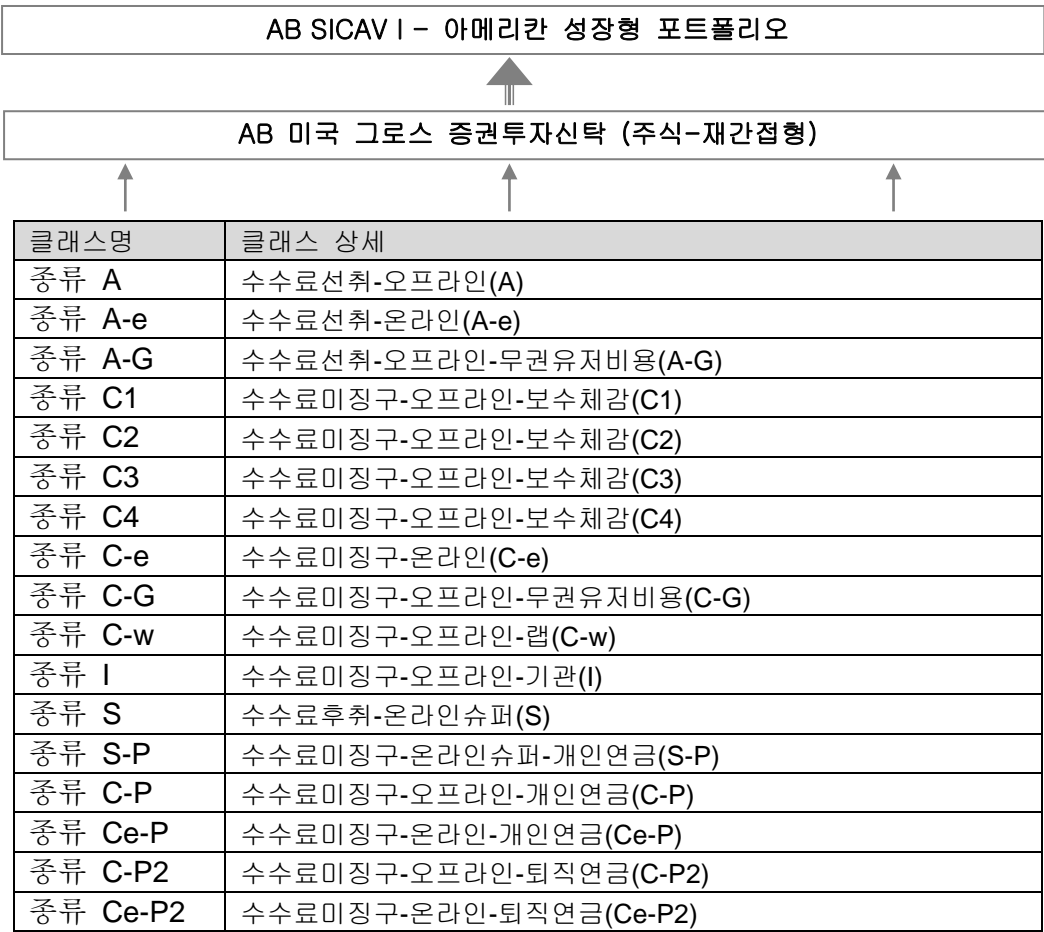 AB SICAV I - 아메리칸 성장형 포트폴리오
AB 미국 그로스 증권투자신탁 (주식-재간접형)
클래스명 클래스 상세
종류 A 수수료선취-오프라인(A)
종류 A-e 수수료선취-온라인(A-e)
종류 A-G 수수료선취-오프라인-무권유저비용(A-G)
종류 C1 수수료미징구-오프라인-보수체감(C1)
종류 C2 수수료미징구-오프라인-보수체감(C2)
종류 C3 수수료미징구-오프라인-보수체감(C3)
종류 C4 수수료미징구-오프라인-보수체감(C4)
종류 C-e 수수료미징구-온라인(C-e)
종류 C-G 수수료미징구-오프라인-무권유저비용(C-G)
종류 C-w 수수료미징구-오프라인-랩(C-w)
종류 I 수수료미징구-오프라인-기관(I)
종류 S 수수료후취-온라인슈퍼(S)
종류 S-P 수수료미징구-온라인슈퍼-개인연금(S-P)
종류 C-P 수수료미징구-오프라인-개인연금(C-P)
종류 Ce-P 수수료미징구-온라인-개인연금(Ce-P)
종류 C-P2 수수료미징구-오프라인-퇴직연금(C-P2)
종류 Ce-P2 수수료미징구-온라인-퇴직연금(Ce-P2)